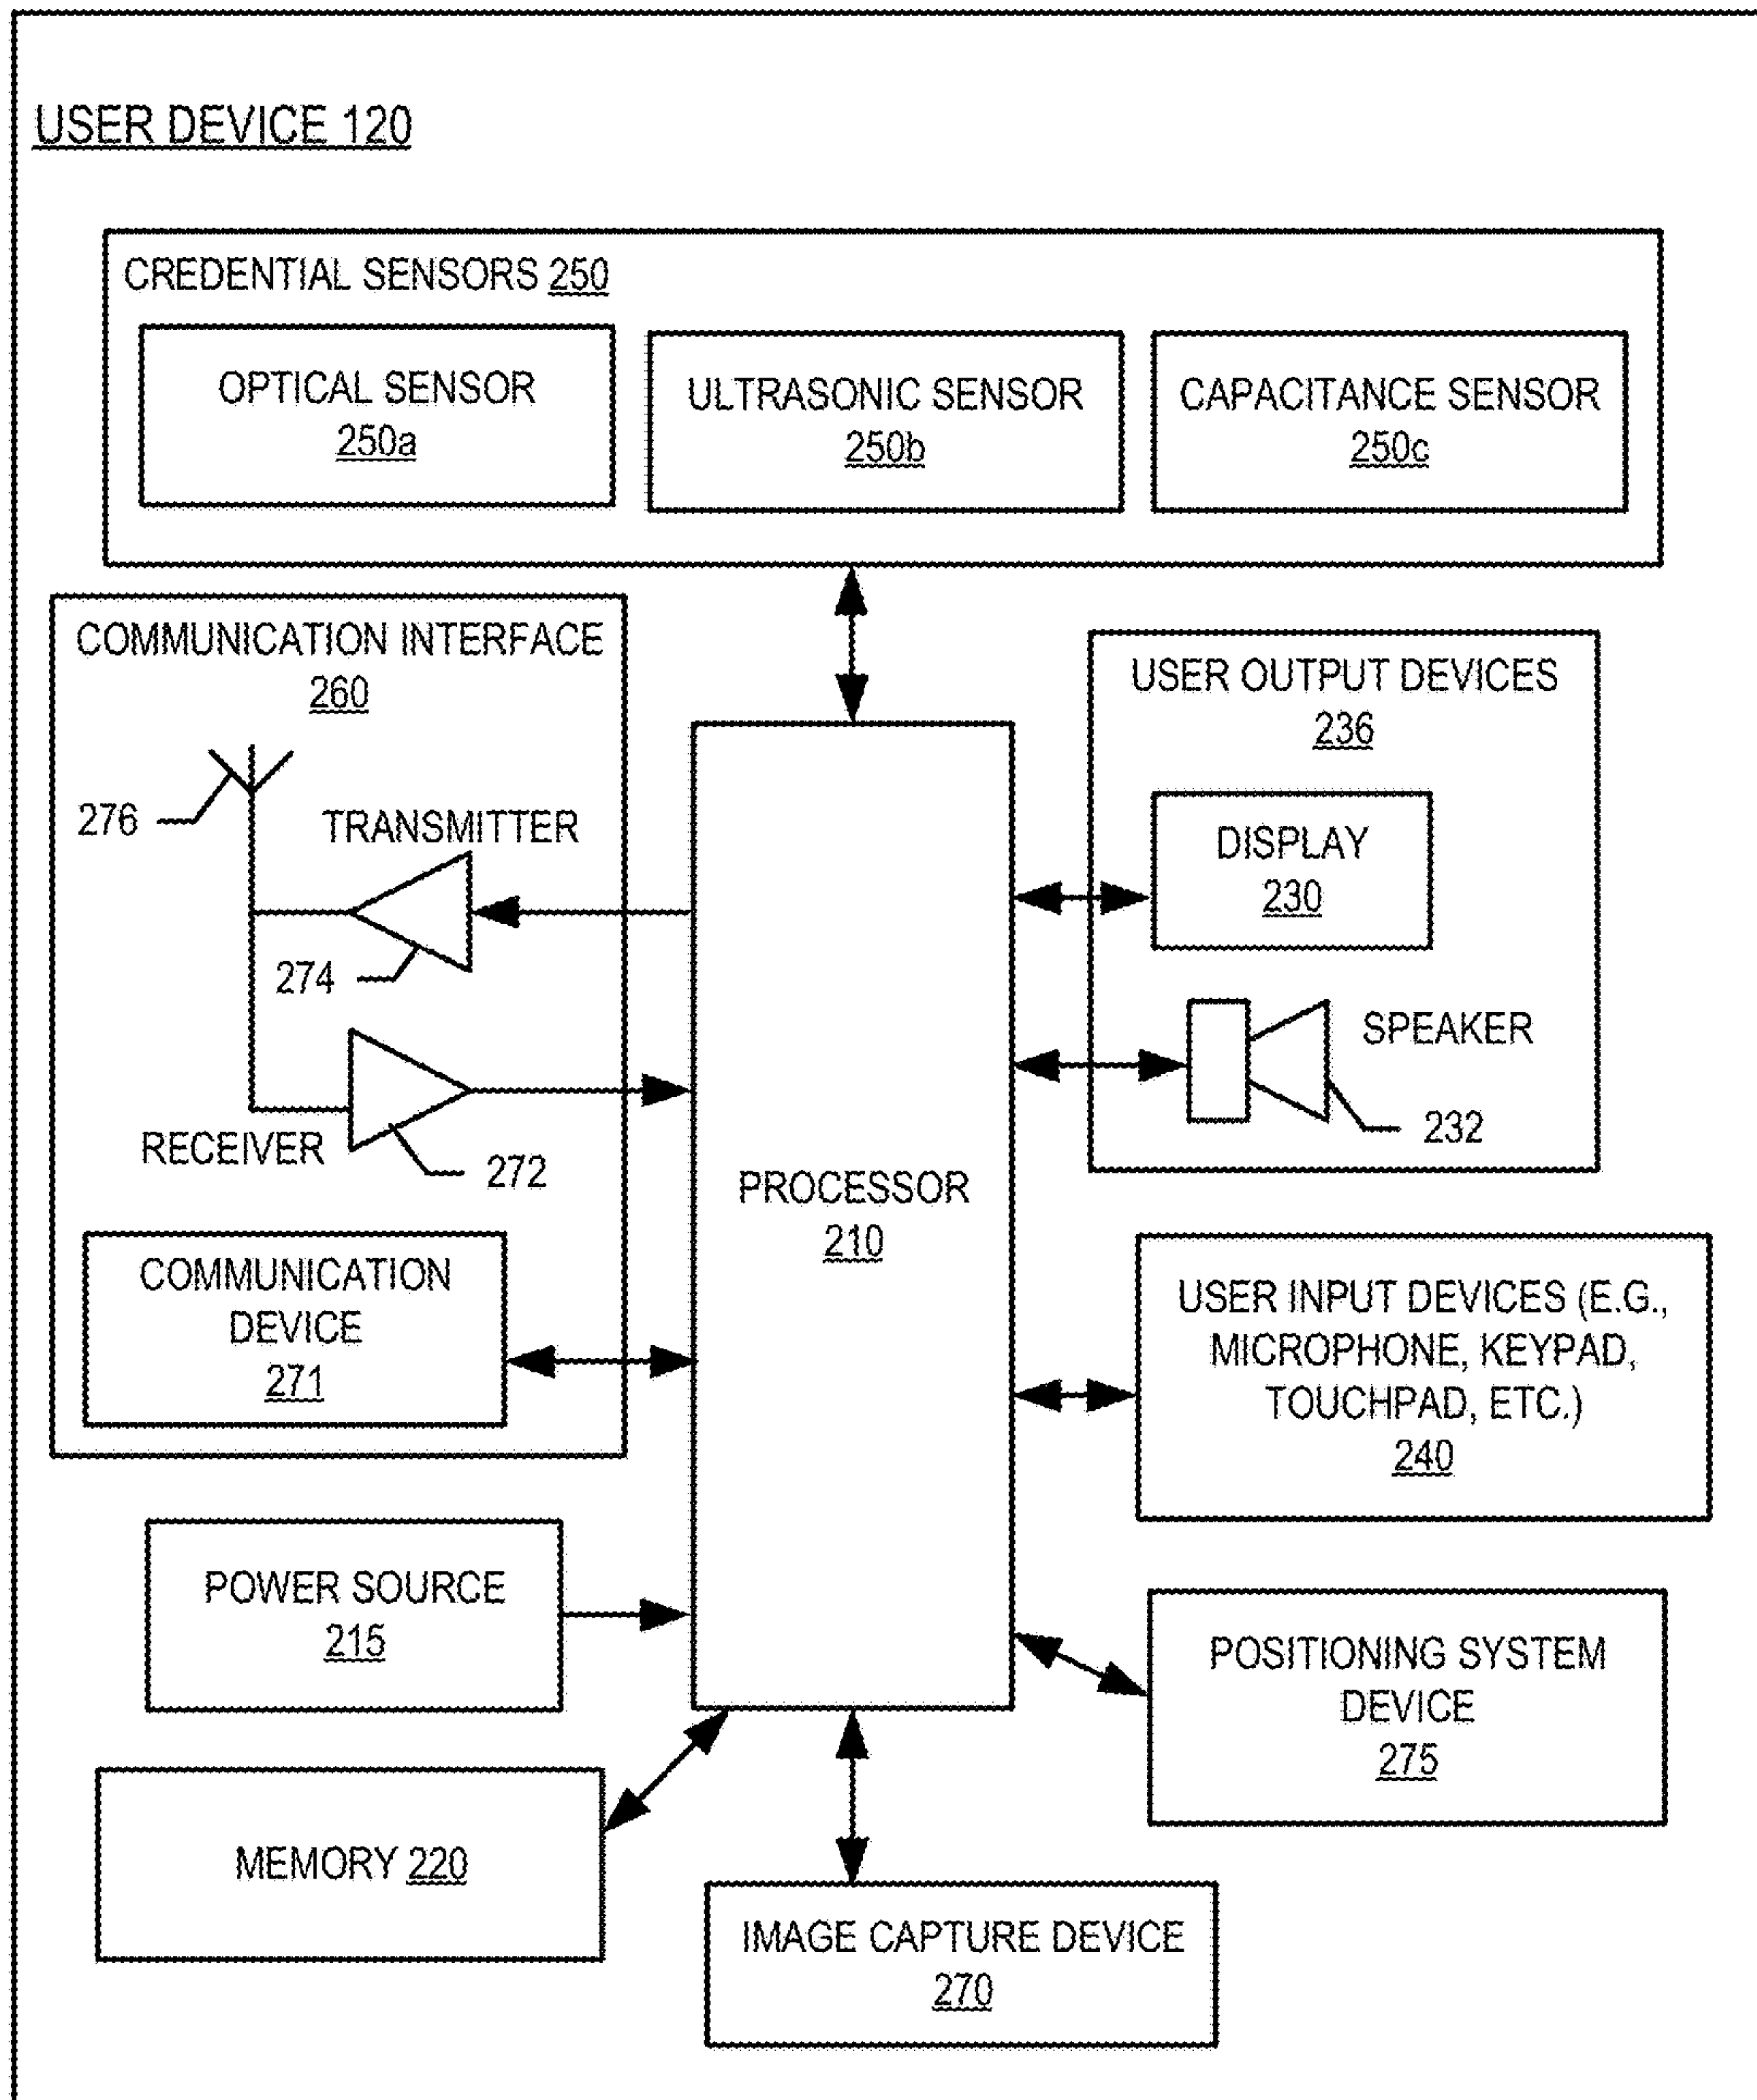 USER DEVICE 120
CREDENTIAL SENSORS 250
OPTICAL SENSOR
250a
ULTRASONIC SENSOR
250b
CAPACITANCE SENSOR
250c
COMMUNICATION INTERFACE
260
276
TRANSMITTER
274
RECEIVER
272
COMMUNICATION
DEVICE
271
USER OUTPUT DEVICES
236
DISPLAY
230
SPEAKER
232
PROCESSOR
210
USER INPUT DEVICES (E.G.,
MICROPHONE, KEYPAD,
TOUCHPAD, ETC.)
240
POWER SOURCE
215
POSITIONING SYSTEM
DEVICE
275
MEMORY 220
IMAGE CAPTURE DEVICE
270